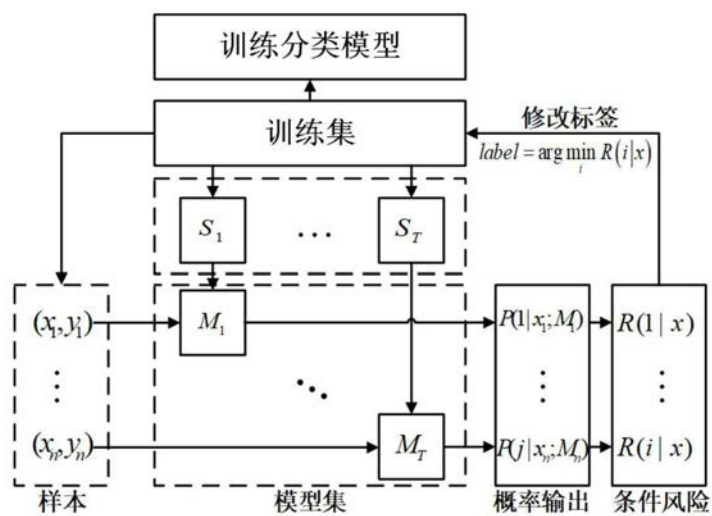 训练分类模型
训练集
修改标签
label = arg min R(i|x)
i
S₁ … S_T
(x₁,y₁) M₁ P(1|x₁;M₁) R(1|x)
⋮ ⋱ ⋮ ⋮
(xₙ,yₙ) M_T P(j|xₙ;Mₙ) R(i|x)
样本 模型集 概率输出 条件风险